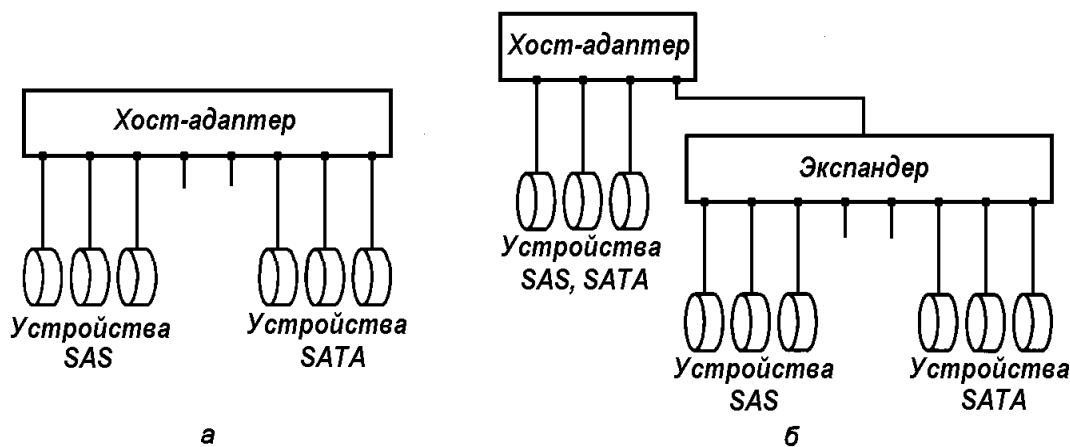 Хост-адаптер
Устройства
SAS
Устройства
SATA
а
Хост-адаптер
Экспандер
Устройства
SAS, SATA
Устройства
SAS
Устройства
SATA
б